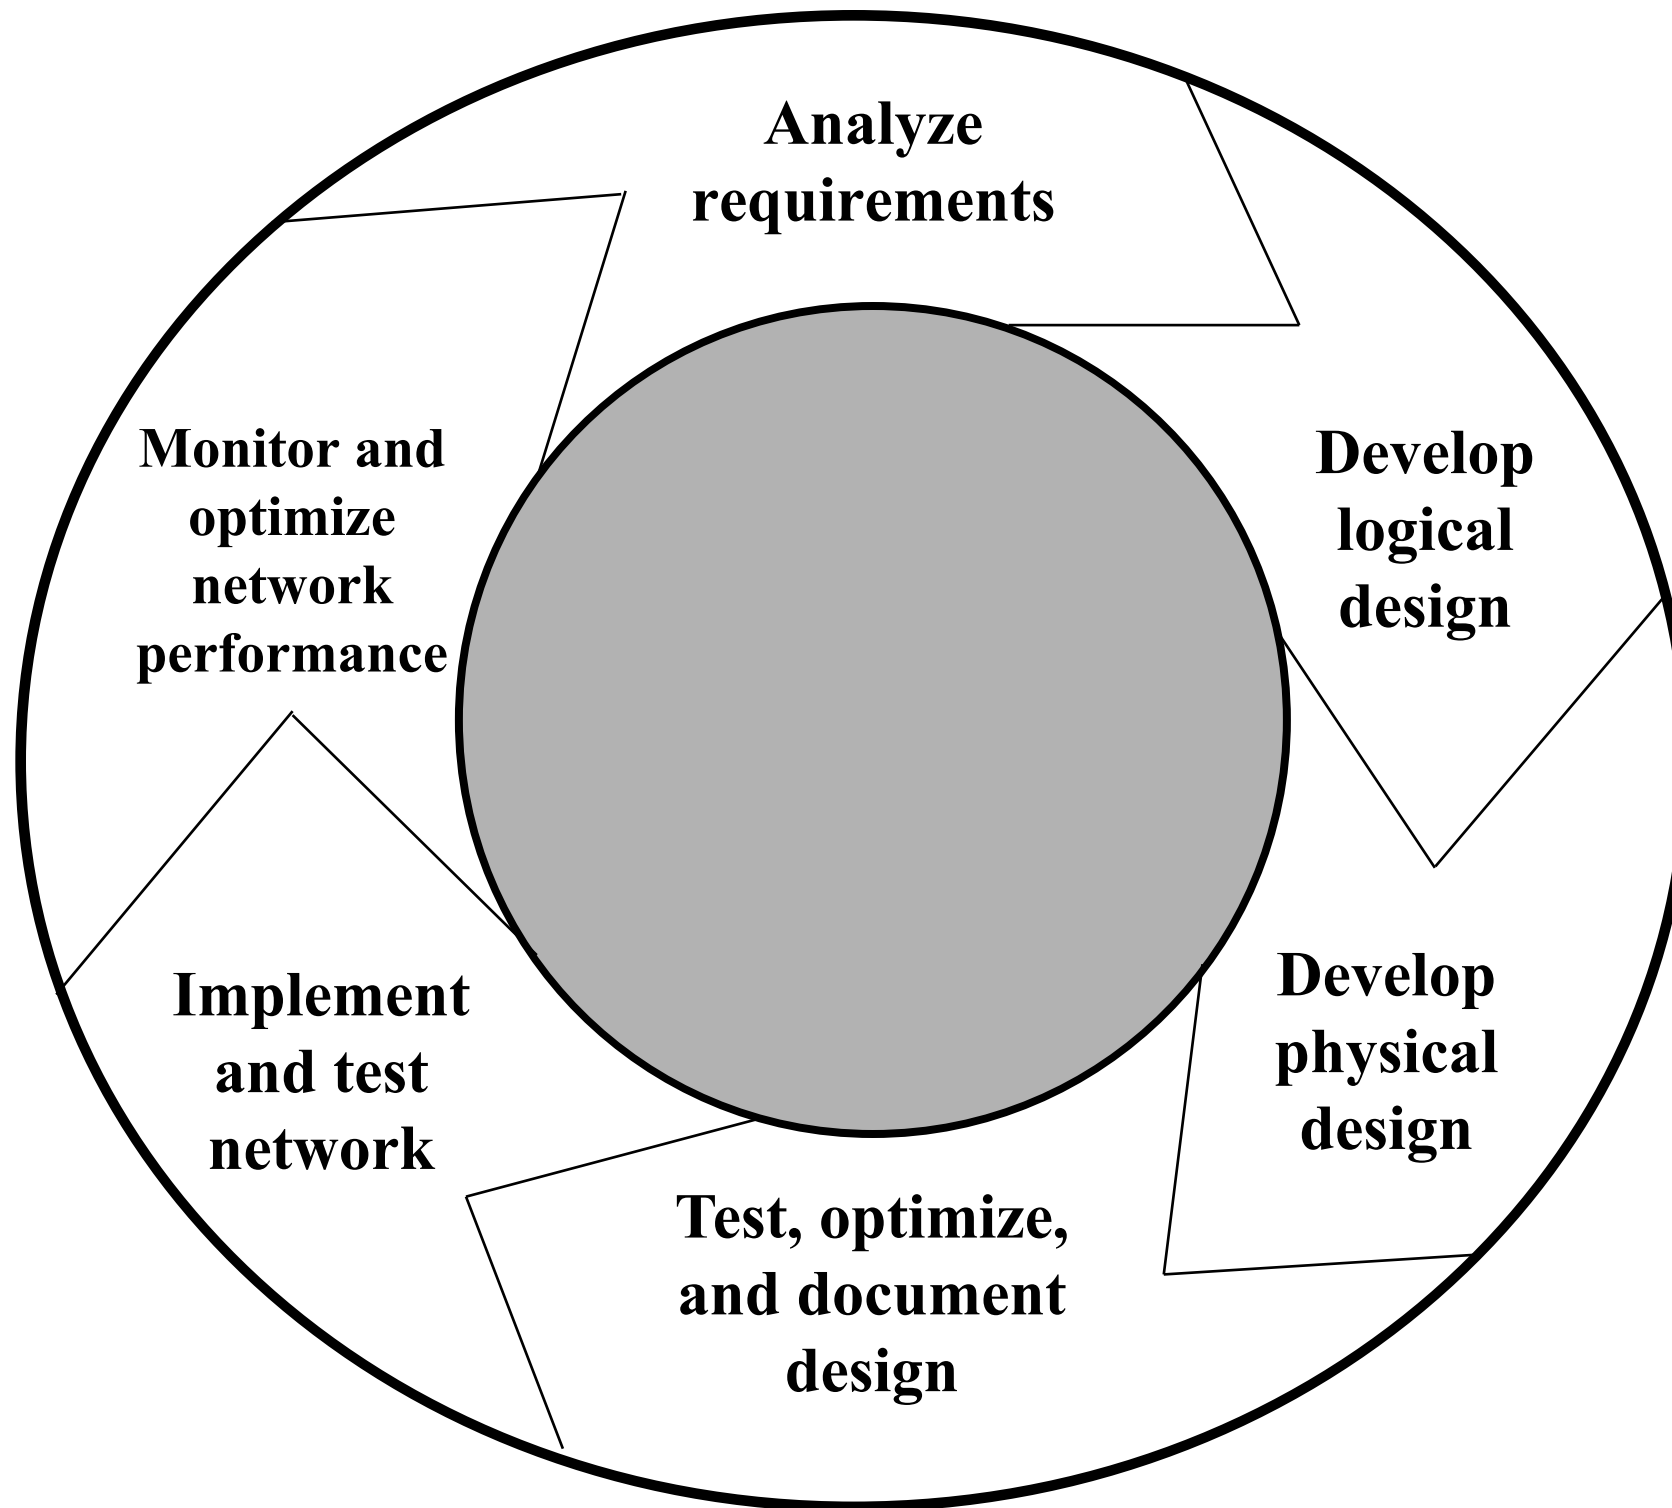 Analyze
requirements
Develop
logical
design
Develop
physical
design
Test, optimize,
and document
design
Implement
and test
network
Monitor and
optimize
network
performance